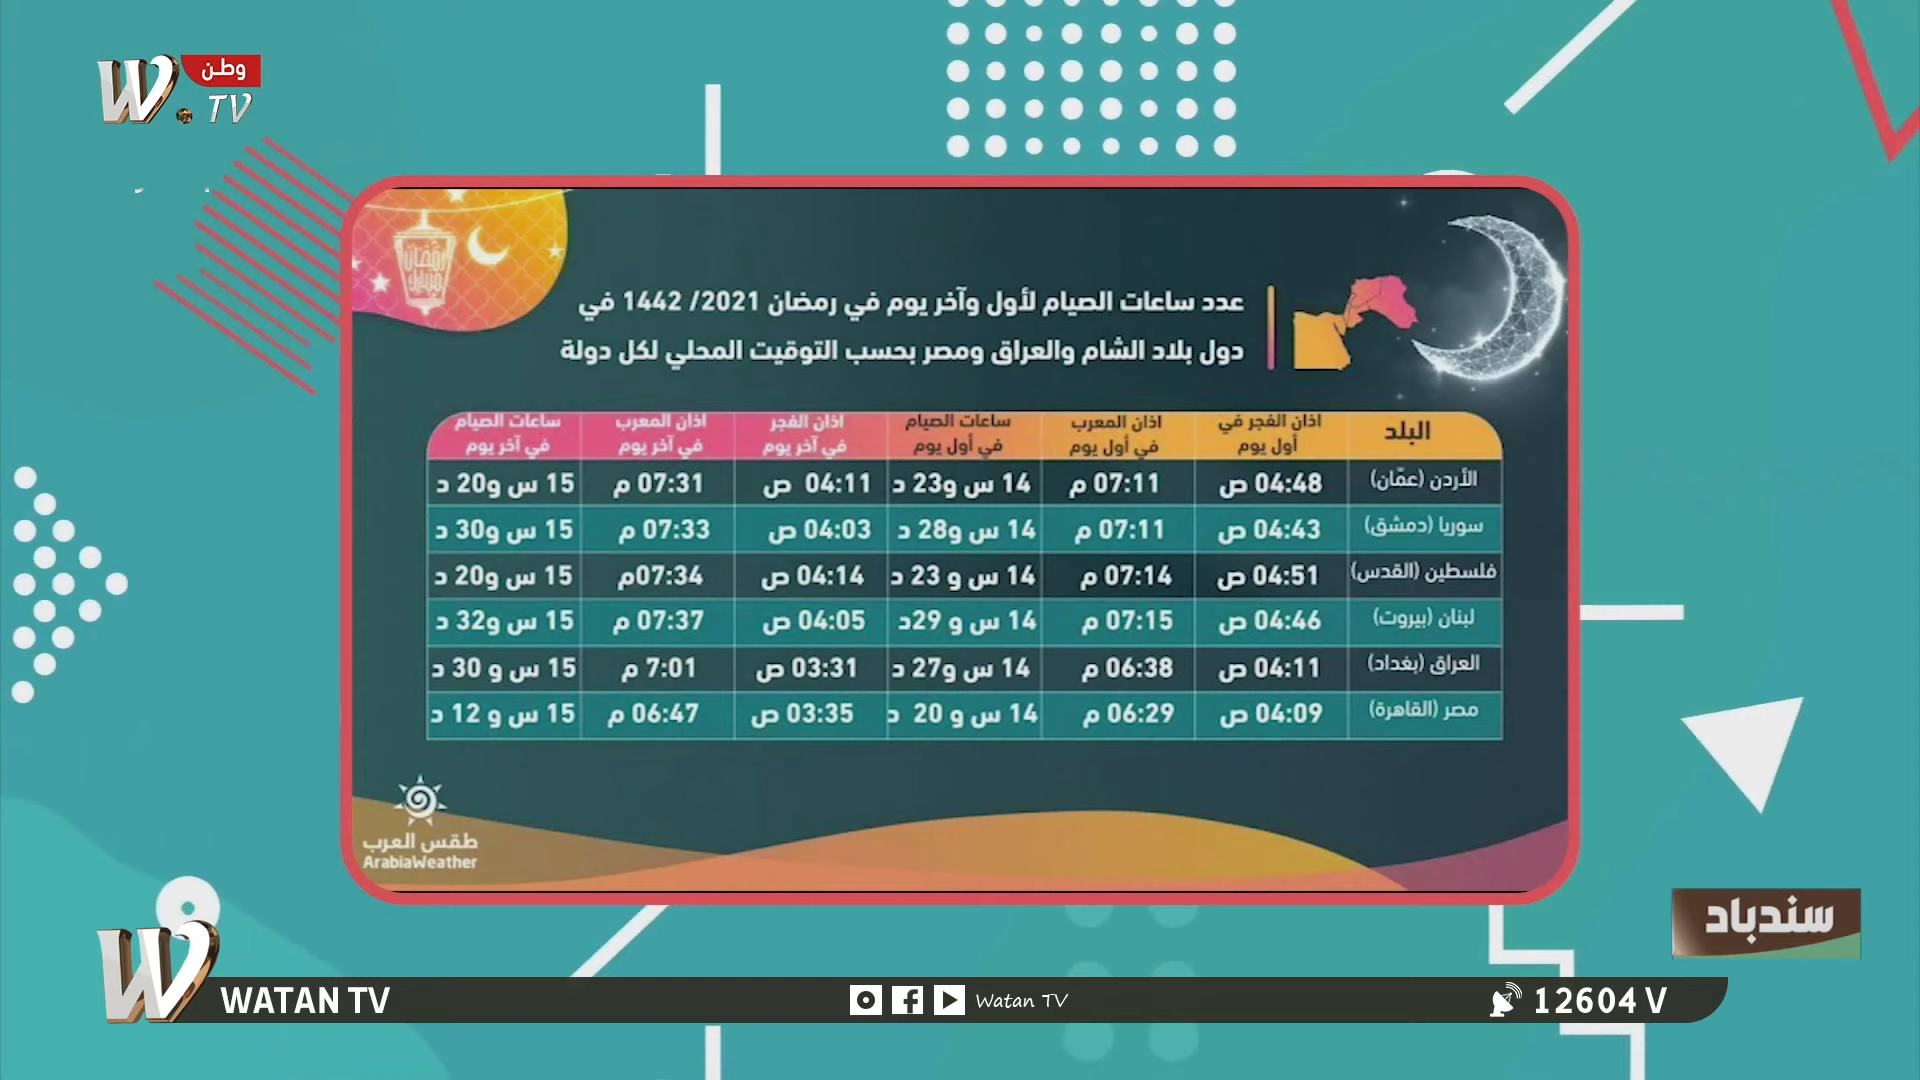 وطن
W. TV
رمضان
مبارك
عدد ساعات الصيام لأول وآخر يوم في رمضان 2021/ 1442 في
دول بلاد الشام والعراق ومصر بحسب التوقيت المحلي لكل دولة
البلد اذان الفجر في أول يوم اذان المغرب في أول يوم ساعات الصيام في أول يوم اذان الفجر في آخر يوم اذان المغرب في آخر يوم ساعات الصيام في آخر يوم
الأردن (عمّان) 04:48 ص 07:11 م 14 س و23 د 04:11 ص 07:31 م 15 س و20 د
سوريا (دمشق) 04:43 ص 07:11 م 14 س و28 د 04:03 ص 07:33 م 15 س و30 د
فلسطين (القدس) 04:51 ص 07:14 م 14 س و 23 د 04:14 ص 07:34م 15 س و20 د
لبنان (بيروت) 04:46 ص 07:15 م 14 س و 29د 04:05 ص 07:37 م 15 س و32 د
العراق (بغداد) 04:11 ص 06:38 م 14 س و27 د 03:31 ص 7:01 م 15 س و 30 د
مصر (القاهرة) 04:09 ص 06:29 م 14 س و 20 د 03:35 ص 06:47 م 15 س و 12 د
طقس العرب
ArabiaWeather
سندباد
W WATAN TV
Watan TV
12604 V